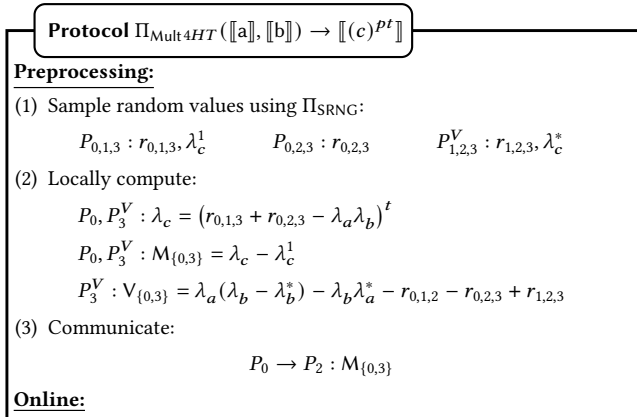 Protocol Π_{Mult4HT}(⟦a⟧, ⟦b⟧) → ⟦(c)^{pt}⟧
Preprocessing:
(1) Sample random values using Π_{SRNG}:
P_{0,1,3} : r_{0,1,3}, λ_c^1 P_{0,2,3} : r_{0,2,3} P_{1,2,3}^V : r_{1,2,3}, λ_c^*
(2) Locally compute:
P_0, P_3^V : λ_c = (r_{0,1,3} + r_{0,2,3} − λ_a λ_b)^t
P_0, P_3^V : M_{{0,3}} = λ_c − λ_c^1
P_3^V : V_{{0,3}} = λ_a(λ_b − λ_b^*) − λ_b λ_a^* − r_{0,1,2} − r_{0,2,3} + r_{1,2,3}
(3) Communicate:
P_0 → P_2 : M_{{0,3}}
Online: